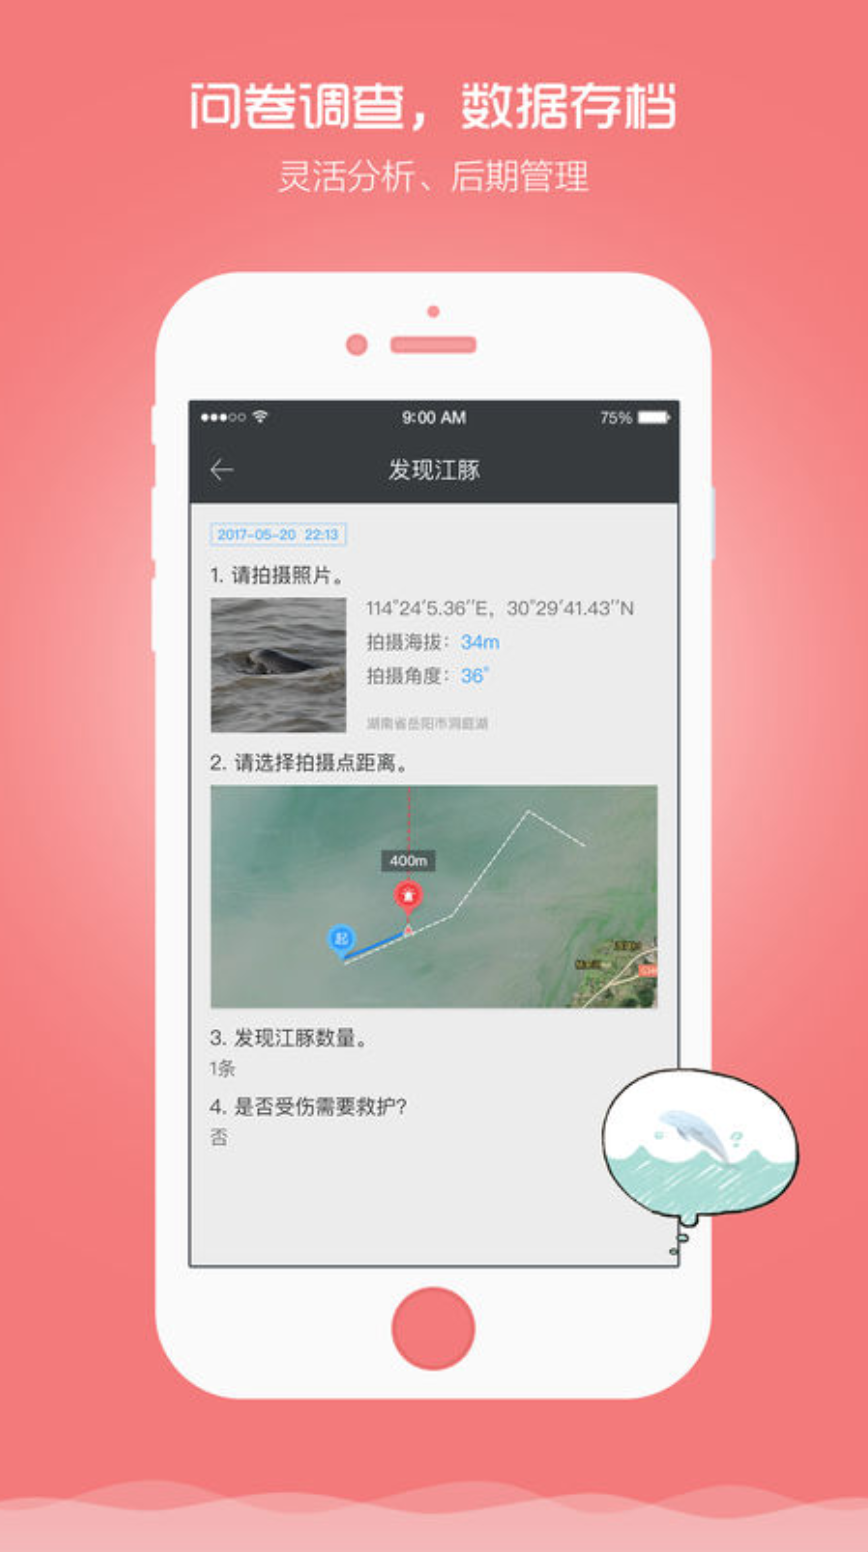 问卷调查，数据存档
灵活分析、后期管理
9:00 AM
75%
发现江豚
2017-05-20 22:13
1. 请拍摄照片。
114°24′5.36′′E，30°29′41.43′′N
拍摄海拔：34m
拍摄角度：36°
湖南省岳阳市洞庭湖
2. 请选择拍摄点距离。
400m
起
3. 发现江豚数量。
1条
4. 是否受伤需要救护?
否